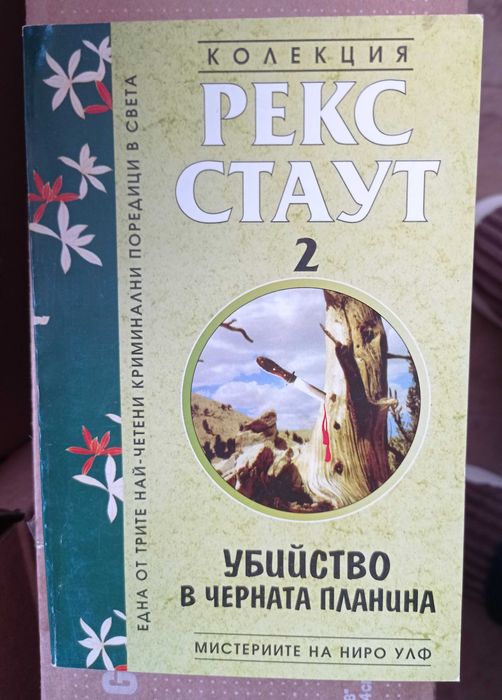 КОЛЕКЦИЯ
РЕКС
СТАУТ
2
ЕДНА ОТ ТРИТЕ НАЙ-ЧЕТЕНИ КРИМИНАЛНИ ПОРЕДИЦИ В СВЕТА
УБИЙСТВО
В ЧЕРНАТА ПЛАНИНА
МИСТЕРИИТЕ НА НИРО УЛФ